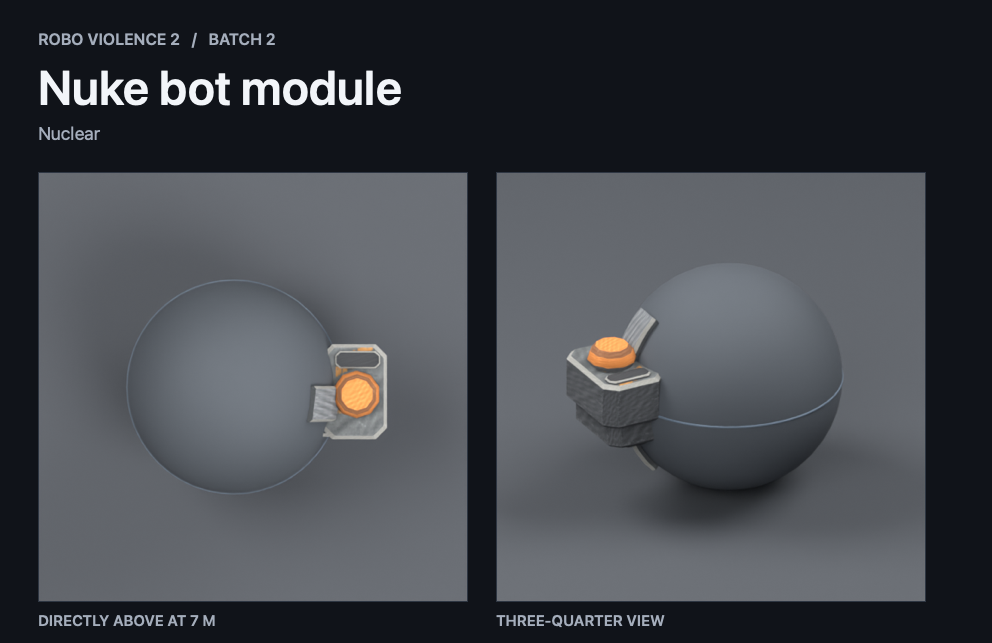 ROBO VIOLENCE 2 / BATCH 2
Nuke bot module
Nuclear
DIRECTLY ABOVE AT 7 M
THREE-QUARTER VIEW